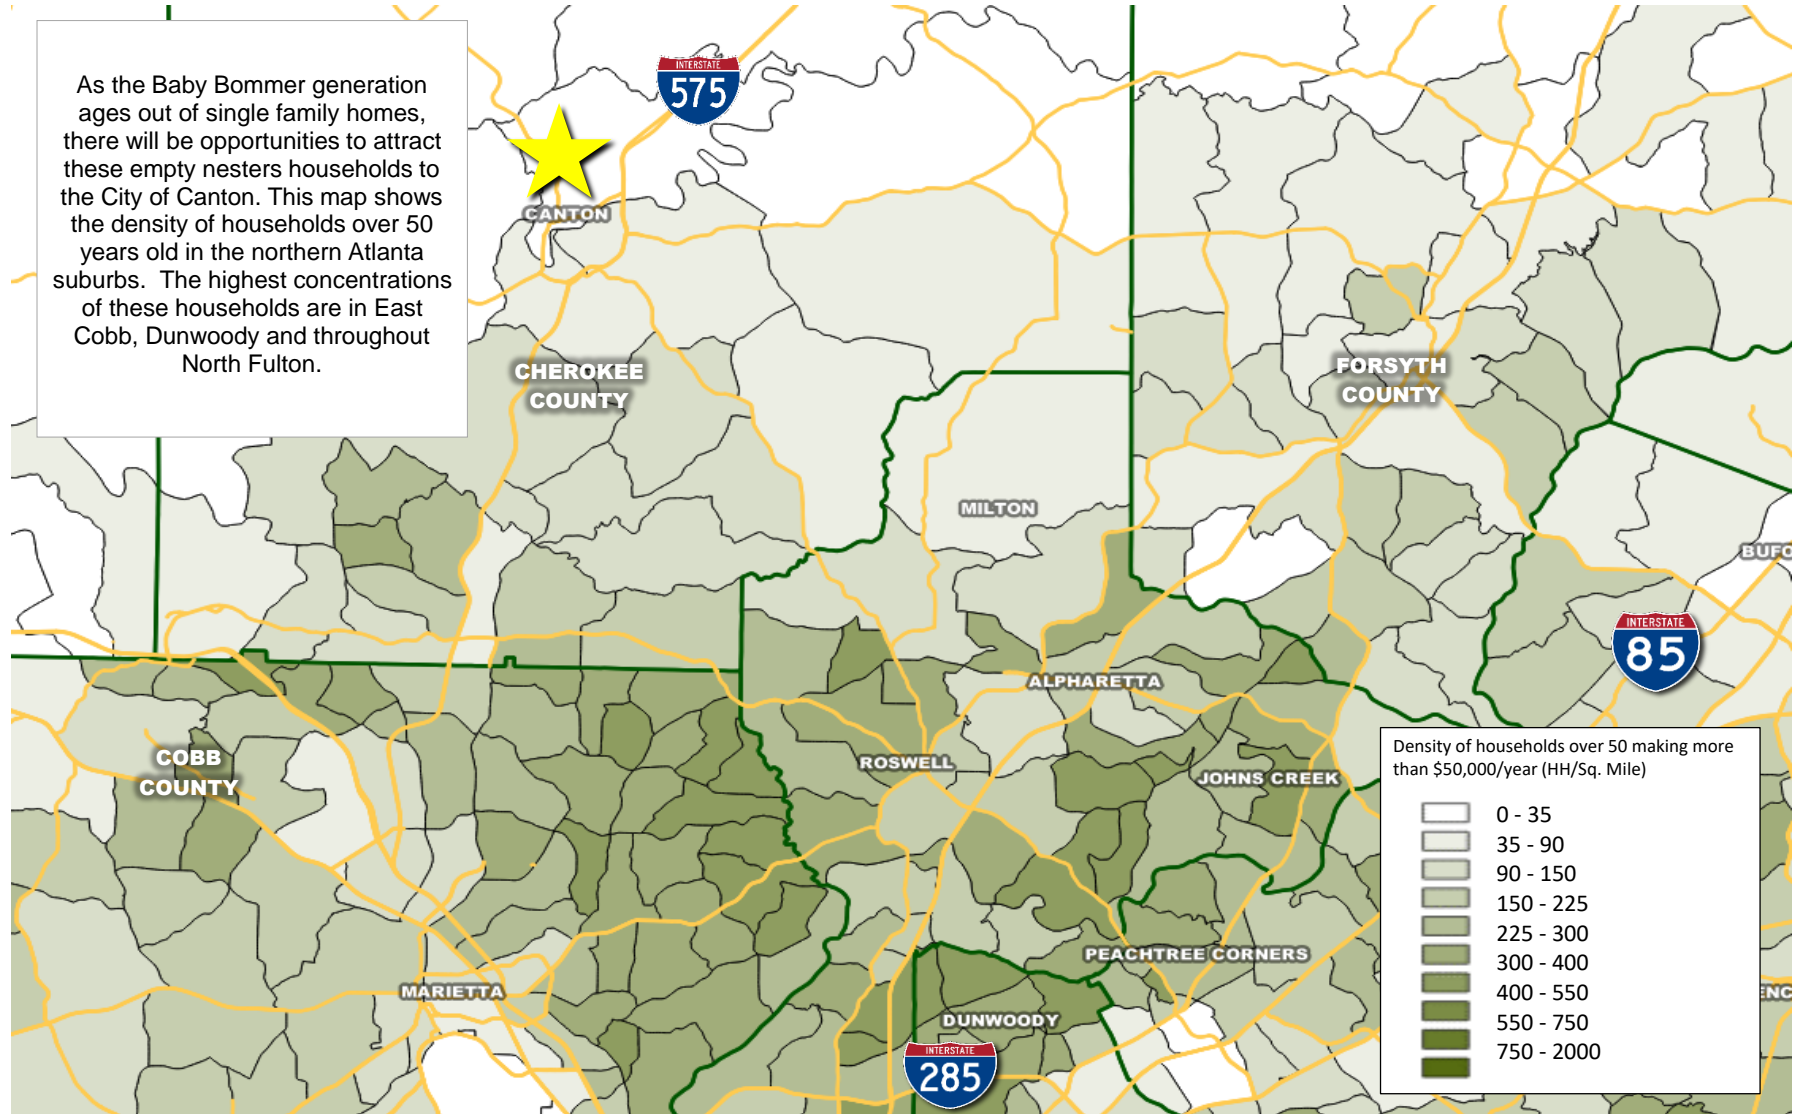 As the Baby Bommer generation
ages out of single family homes,
there will be opportunities to attract
these empty nesters households to
the City of Canton. This map shows
the density of households over 50
years old in the northern Atlanta
suburbs.  The highest concentrations
of these households are in East
Cobb, Dunwoody and throughout
North Fulton.
INTERSTATE
575
CANTON
CHEROKEE
COUNTY
FORSYTH
COUNTY
MILTON
BUFO
INTERSTATE
85
ALPHARETTA
COBB
COUNTY
ROSWELL
JOHNS CREEK
PEACHTREE CORNERS
MARIETTA
DUNWOODY
INTERSTATE
285
ENC
Density of households over 50 making more
than $50,000/year (HH/Sq. Mile)
0 - 35
35 - 90
90 - 150
150 - 225
225 - 300
300 - 400
400 - 550
550 - 750
750 - 2000